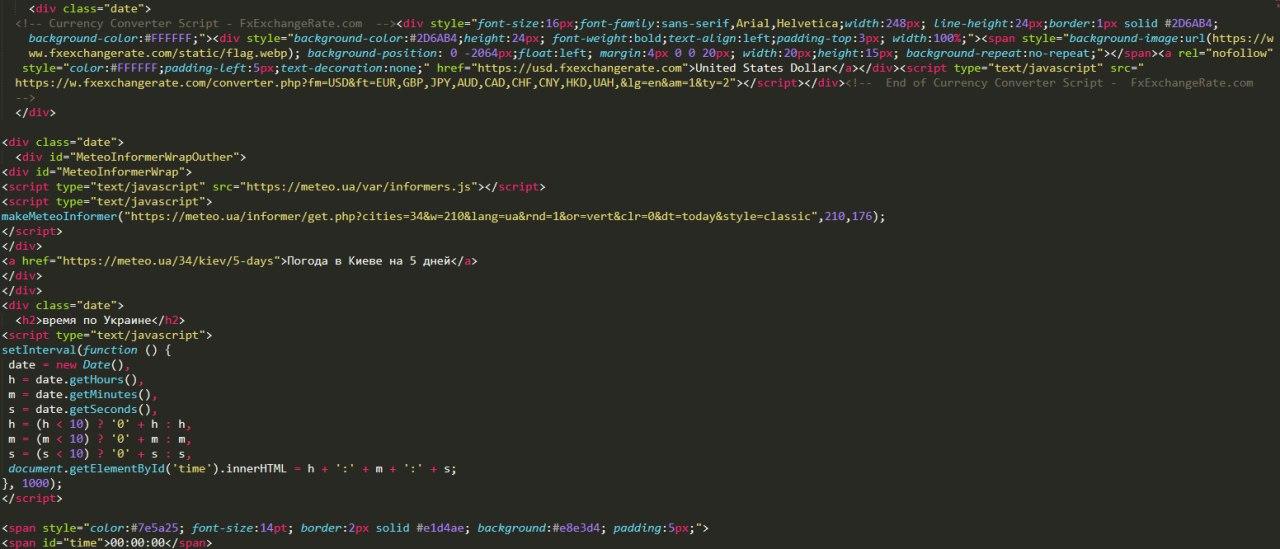 <div class="date">
<!-- Currency Converter Script - FxExchangeRate.com  --><div style="font-size:16px;font-family:sans-serif,Arial,Helvetica;width:248px; line-height:24px;border:1px solid #2D6AB4;
background-color:#FFFFFF;"><div style="background-color:#2D6AB4;height:24px; font-weight:bold;text-align:left;padding-top:3px; width:100%;"><span style="background-image:url(https://w
ww.fxexchangerate.com/static/flag.webp); background-position: 0 -2064px;float:left; margin:4px 0 0 20px; width:20px;height:15px; background-repeat:no-repeat;"></span><a rel="nofollow"
style="color:#FFFFFF;padding-left:5px;text-decoration:none;" href="https://usd.fxexchangerate.com">United States Dollar</a></div><script type="text/javascript" src="
https://w.fxexchangerate.com/converter.php?fm=USD&ft=EUR,GBP,JPY,AUD,CAD,CHF,CNY,HKD,UAH,&lg=en&am=1&ty=2"></script></div><!--  End of Currency Converter Script -  FxExchangeRate.com
-->
</div>
<div class="date">
<div id="MeteoInformerWrapOuther">
<div id="MeteoInformerWrap">
<script type="text/javascript" src="https://meteo.ua/var/informers.js"></script>
<script type="text/javascript">
makeMeteoInformer("https://meteo.ua/informer/get.php?cities=34&w=210&lang=ua&rnd=1&or=vert&clr=0&dt=today&style=classic",210,176);
</script>
</div>
<a href="https://meteo.ua/34/kiev/5-days">Погода в Киеве на 5 дней</a>
</div>
</div>
<div class="date">
<h2>время по Украине</h2>
<script type="text/javascript">
setInterval(function () {
date = new Date(),
h = date.getHours(),
m = date.getMinutes(),
s = date.getSeconds(),
h = (h < 10) ? '0' + h : h,
m = (m < 10) ? '0' + m : m,
s = (s < 10) ? '0' + s : s,
document.getElementById('time').innerHTML = h + ':' + m + ':' + s;
}, 1000);
</script>
<span style="color:#7e5a25; font-size:14pt; border:2px solid #e1d4ae; background:#e8e3d4; padding:5px;">
<span id="time">00:00:00</span>